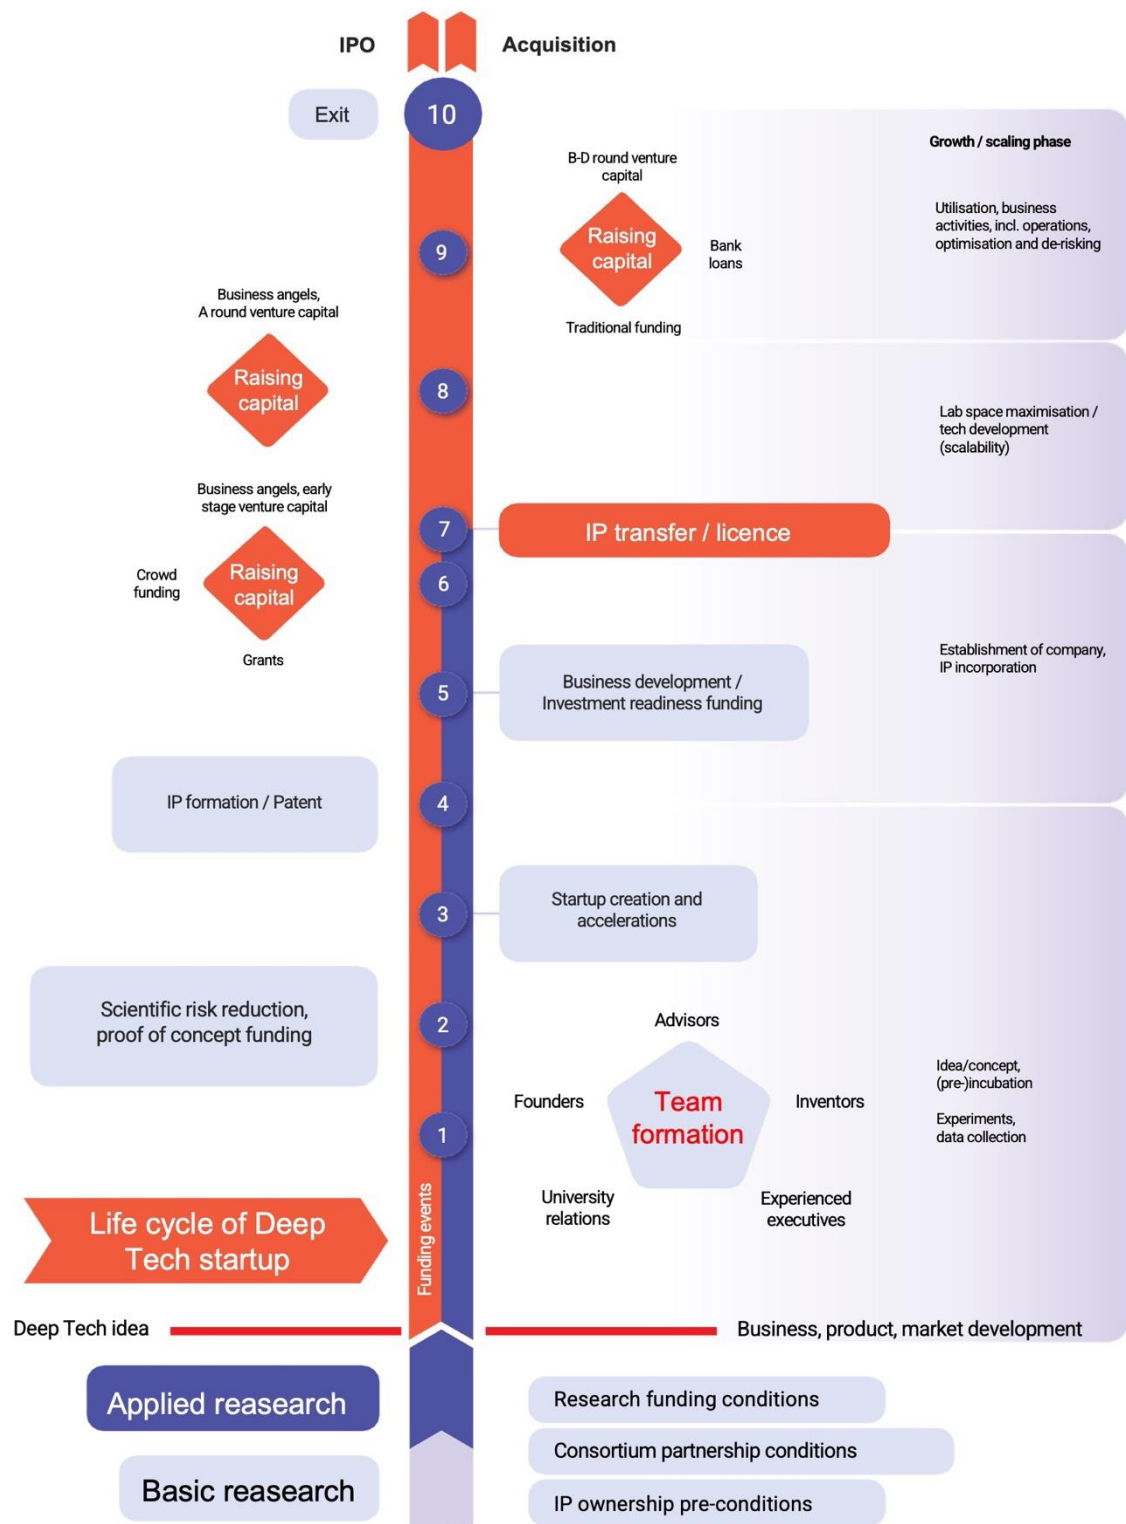 IPO
Acquisition
Exit
10
Growth / scaling phase
B-D round venture
capital
Utilisation, business
activities, incl. operations,
optimisation and de-risking
Raising
capital
Bank
loans
9
Traditional funding
Business angels,
A round venture capital
Raising
capital
8
Lab space maximisation /
tech development
(scalability)
Business angels, early
stage venture capital
7
IP transfer / licence
Crowd
funding
Raising
capital
6
Grants
Establishment of company,
IP incorporation
5
Business development /
Investment readiness funding
IP formation / Patent
4
3
Startup creation and
accelerations
Scientific risk reduction,
proof of concept funding
2
Advisors
Founders
Team
formation
Inventors
Idea/concept,
(pre-)incubation
Experiments,
data collection
1
University
relations
Experienced
executives
Life cycle of Deep
Tech startup
Funding events
Deep Tech idea
Business, product, market development
Applied reasearch
Research funding conditions
Consortium partnership conditions
Basic reasearch
IP ownership pre-conditions